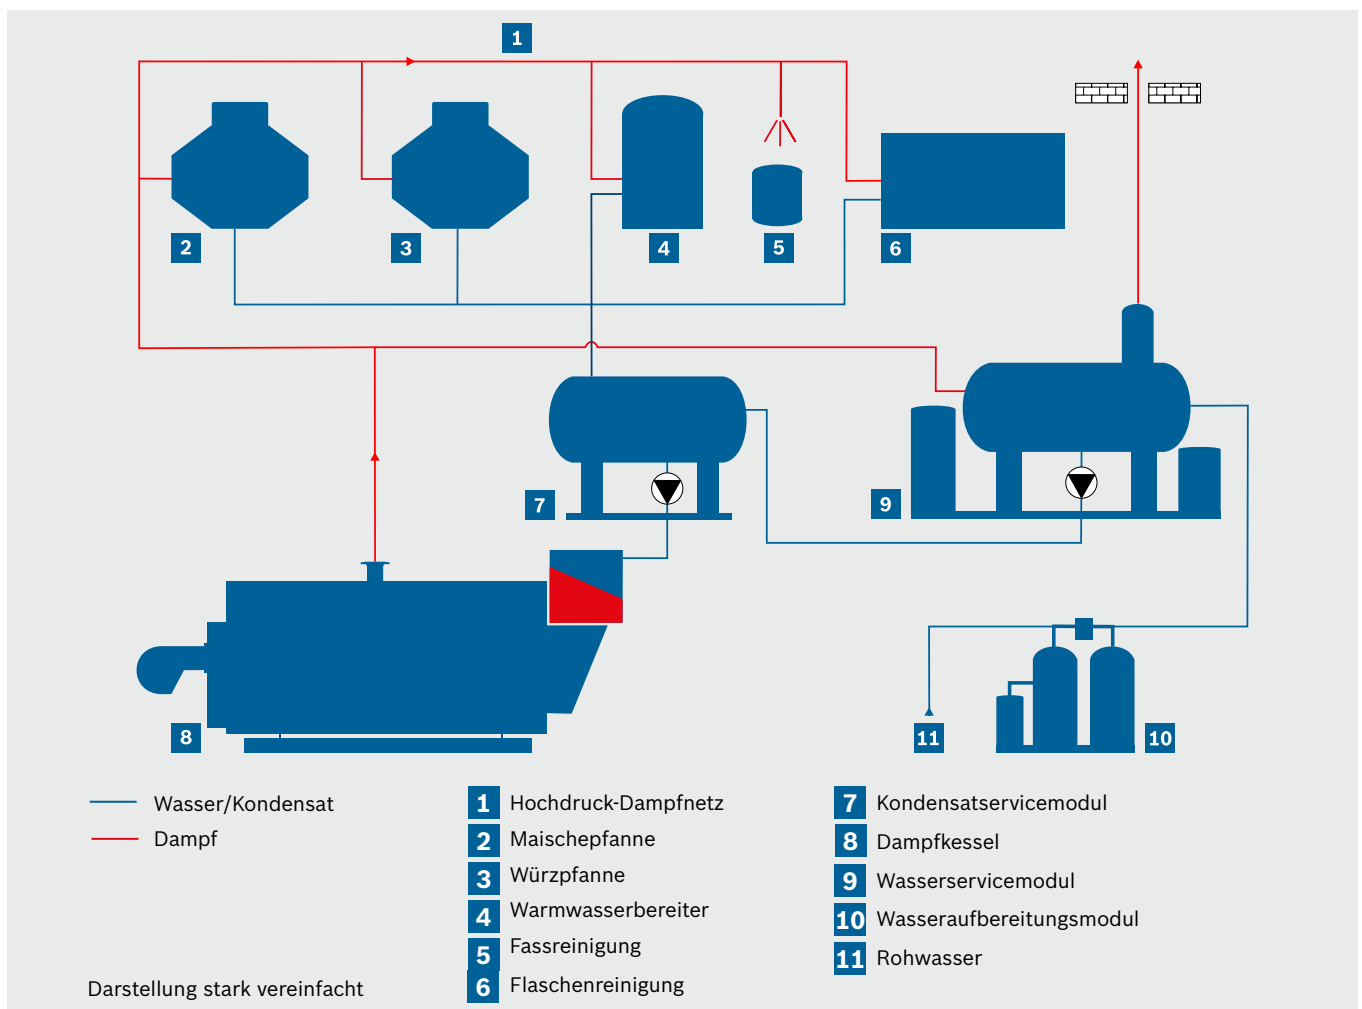 1
2
3
4
5
6
7
9
8
11
10
Wasser/Kondensat
Dampf
1 Hochdruck-Dampfnetz
2 Maischepfanne
3 Würzpfanne
4 Warmwasserbereiter
5 Fassreinigung
6 Flaschenreinigung
7 Kondensatservicemodul
8 Dampfkessel
9 Wasserservicemodul
10 Wasseraufbereitungsmodul
11 Rohwasser
Darstellung stark vereinfacht